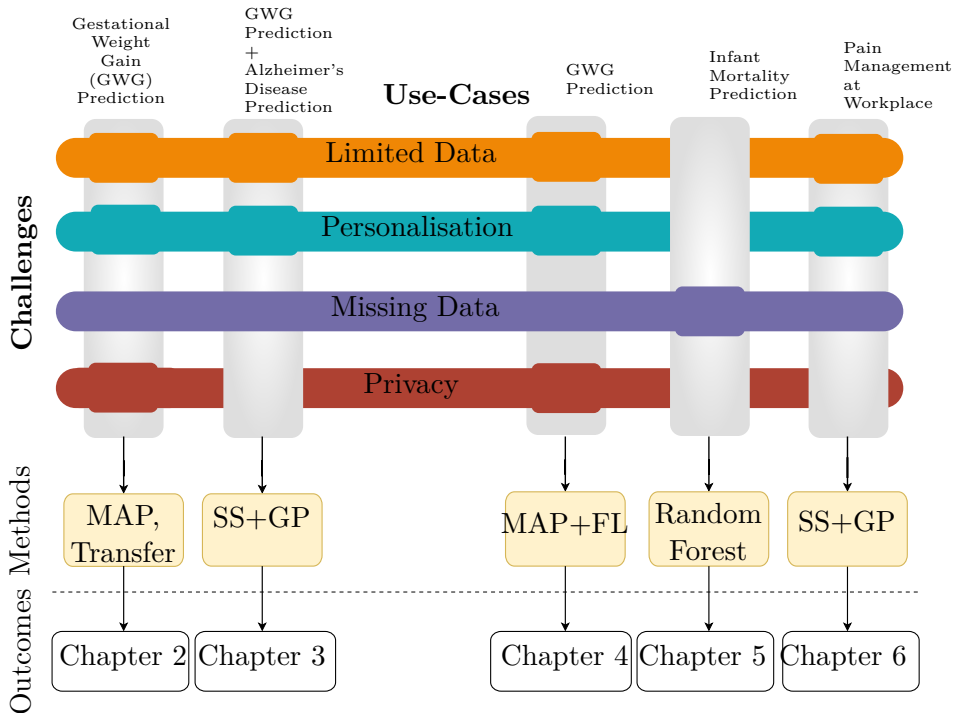 Gestational
Weight
Gain
(GWG)
Prediction
GWG
Prediction
+
Alzheimer's
Disease
Prediction
Use-Cases
GWG
Prediction
Infant
Mortality
Prediction
Pain
Management
at
Workplace
Challenges
Limited Data
Personalisation
Missing Data
Privacy
Methods
MAP,
Transfer
SS+GP
MAP+FL
Random
Forest
SS+GP
Outcomes
Chapter 2
Chapter 3
Chapter 4
Chapter 5
Chapter 6